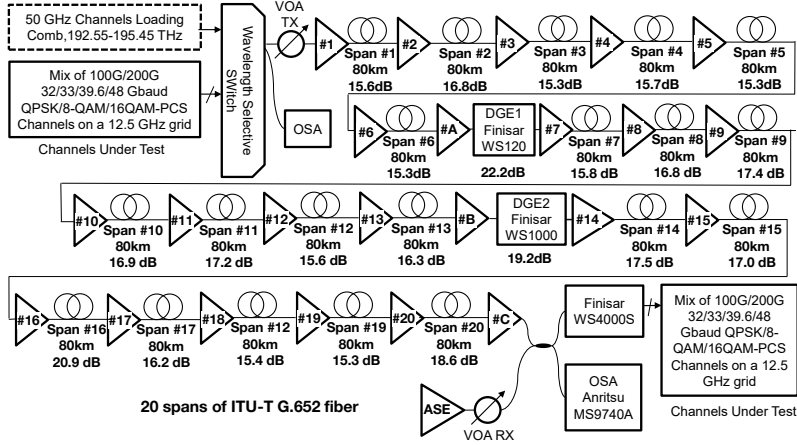 50 GHz Channels Loading
Comb,192.55-195.45 THz
Mix of 100G/200G
32/33/39.6/48 Gbaud
QPSK/8-QAM/16QAM-PCS
Channels on a 12.5 GHz grid
Channels Under Test
Wavelength Selective
SWitch
VOA
TX
OSA
#1
Span #1
80km
15.6dB
#2
Span #2
80km
16.8dB
#3
Span #3
80km
15.3dB
#4
Span #4
80km
15.7dB
#5
Span #5
80km
15.3dB
#6
Span #6
80km
15.3dB
#A
DGE1
Finisar
WS120
22.2dB
#7
Span #7
80km
15.8 dB
#8
Span #8
80km
16.8 dB
#9
Span #9
80km
17.4 dB
#10
Span #10
80km
16.9 dB
#11
Span #11
80km
17.2 dB
#12
Span #12
80km
15.6 dB
#13
Span #13
80km
16.3 dB
#B
DGE2
Finisar
WS1000
19.2dB
#14
Span #14
80km
17.5 dB
#15
Span #15
80km
17.0 dB
#16
Span #16
80km
20.9 dB
#17
Span #17
80km
16.2 dB
#18
Span #12
80km
15.4 dB
#19
Span #19
80km
15.3 dB
#20
Span #20
80km
18.6 dB
#C
Finisar
WS4000S
Mix of 100G/200G
32/33/39.6/48
Gbaud QPSK/8-
QAM/16QAM-PCS
Channels on a 12.5
GHz grid
Channels Under Test
OSA
Anritsu
MS9740A
ASE
VOA RX
20 spans of ITU-T G.652 fiber